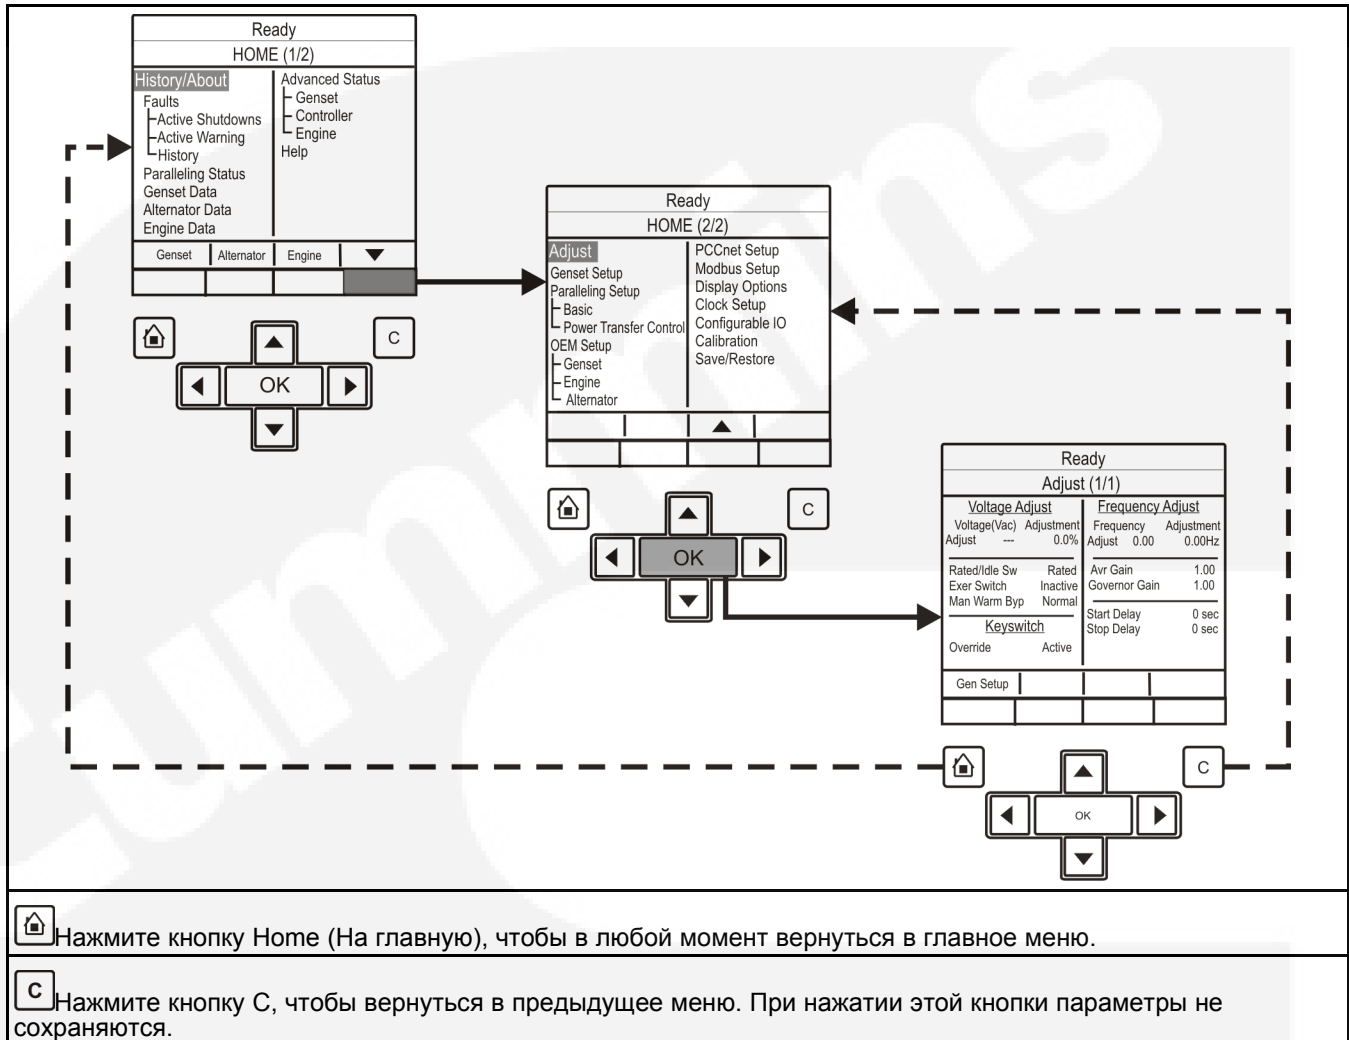 Ready
HOME (1/2)
History/About
Faults
Active Shutdowns
Active Warning
History
Paralleling Status
Genset Data
Alternator Data
Engine Data
Advanced Status
Genset
Controller
Engine
Help
Genset Alternator Engine
C
OK
Ready
HOME (2/2)
Adjust
Genset Setup
Paralleling Setup
Basic
Power Transfer Control
OEM Setup
Genset
Engine
Alternator
PCCnet Setup
Modbus Setup
Display Options
Clock Setup
Configurable IO
Calibration
Save/Restore
C
OK
Ready
Adjust (1/1)
Voltage Adjust
Voltage(Vac) Adjustment
Adjust --- 0.0%
Rated/Idle Sw Rated
Exer Switch Inactive
Man Warm Byp Normal
Keyswitch
Override Active
Frequency Adjust
Frequency Adjustment
Adjust 0.00 0.00Hz
Avr Gain 1.00
Governor Gain 1.00
Start Delay 0 sec
Stop Delay 0 sec
Gen Setup
C
OK
Нажмите кнопку Home (На главную), чтобы в любой момент вернуться в главное меню.
C Нажмите кнопку C, чтобы вернуться в предыдущее меню. При нажатии этой кнопки параметры не
сохраняются.
Cummins